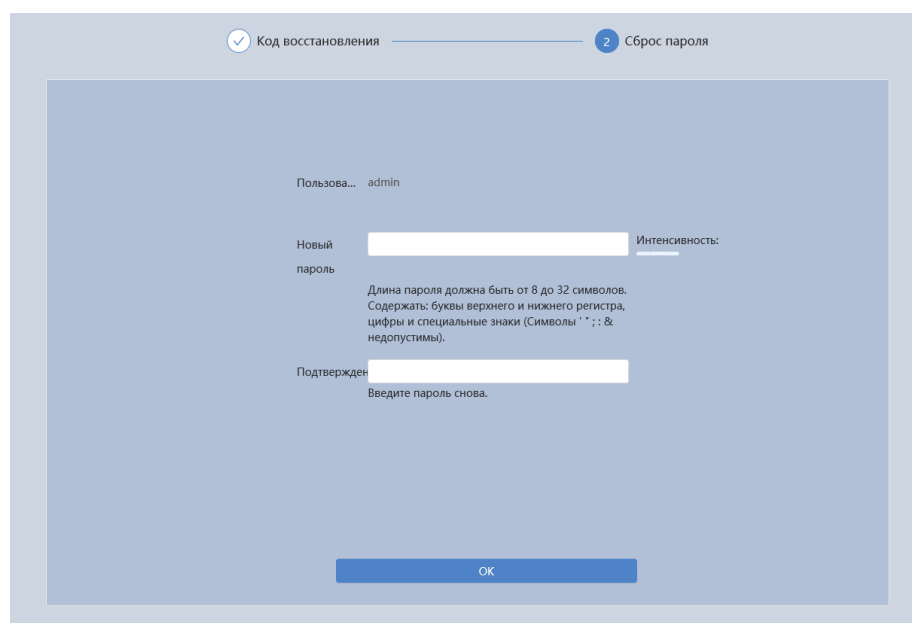 Код восстановления
2 Сброс пароля
Пользова... admin
Новый
пароль
Интенсивность:
Длина пароля должна быть от 8 до 32 символов.
Содержать: буквы верхнего и нижнего регистра,
цифры и специальные знаки (Символы ' " ; : &
недопустимы).
Подтвержден
Введите пароль снова.
OK